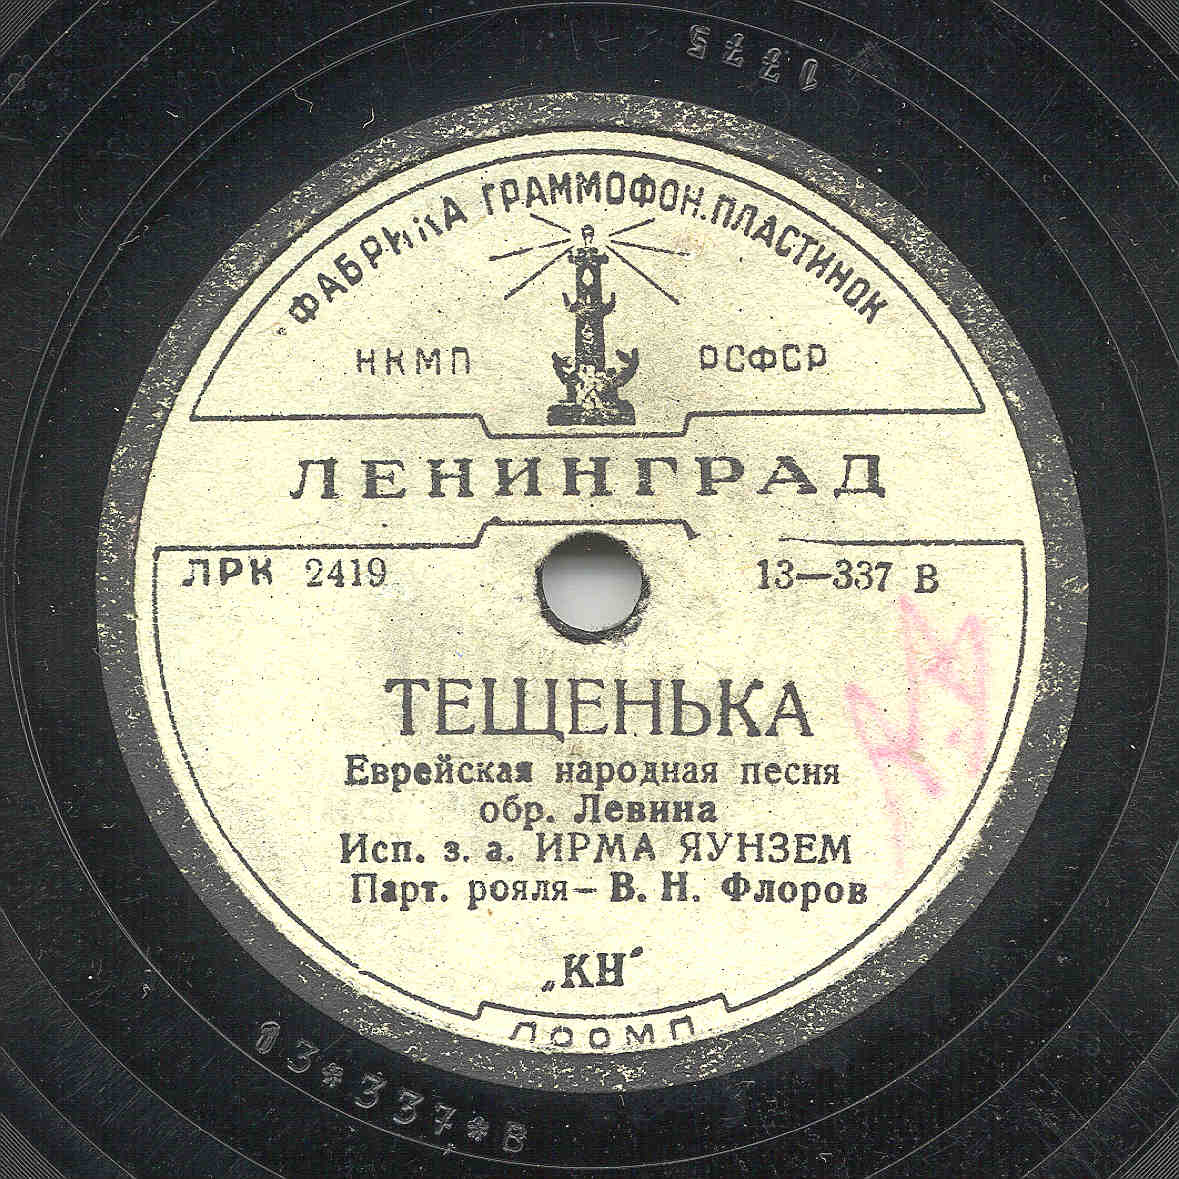 1775
ФАБРИКА ГРАММОФОН.ПЛАСТИНОК
НКМП РСФСР
ЛЕНИНГРАД
ЛРК 2419 13—337 В
ТЕЩЕНЬКА
Еврейская народная песня
обр. Левина
Исп. з. а. ИРМА ЯУНЗЕМ
Парт. рояля— В. Н. Флоров
„КН"
ЛООМП
13*337*В